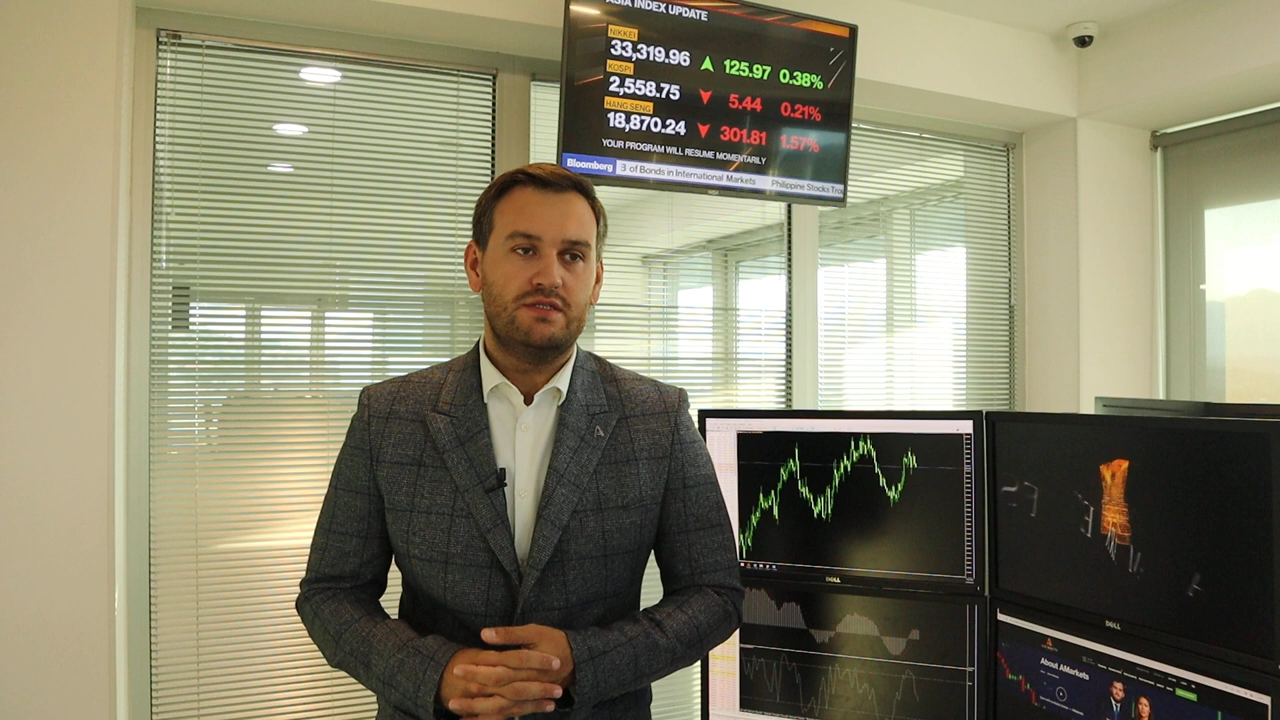 ASIA INDEX UPDATE
NIKKEI
33,319.96 125.97 0.38%
KOSPI
2,558.75 5.44 0.21%
HANG SENG
18,870.24 301.81 1.57%
YOUR PROGRAM WILL RESUME MOMENTARILY
Bloomberg 3 of Bonds in International Markets Philippine Stocks Tro
DELL
DELL
About AMarkets